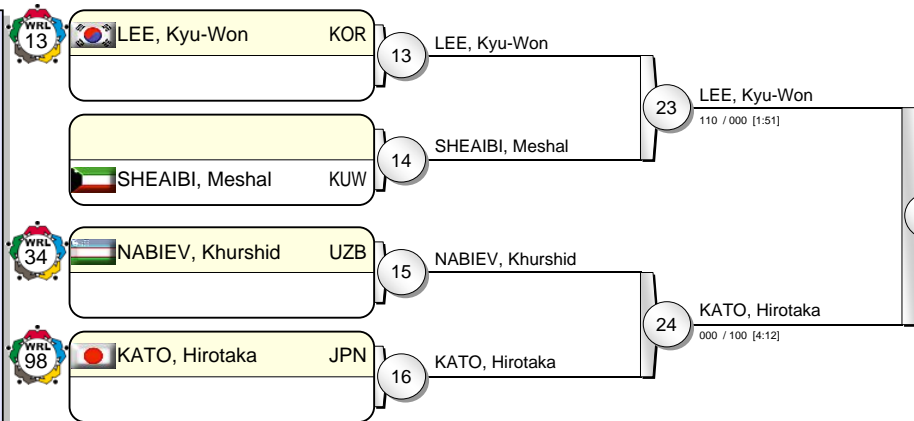 WRL
13
LEE, Kyu-Won KOR
13
LEE, Kyu-Won
23
LEE, Kyu-Won
110 / 000 [1:51]
14
SHEAIBI, Meshal
SHEAIBI, Meshal KUW
WRL
34
NABIEV, Khurshid UZB
15
NABIEV, Khurshid
24
KATO, Hirotaka
000 / 100 [4:12]
WRL
98
KATO, Hirotaka JPN
16
KATO, Hirotaka